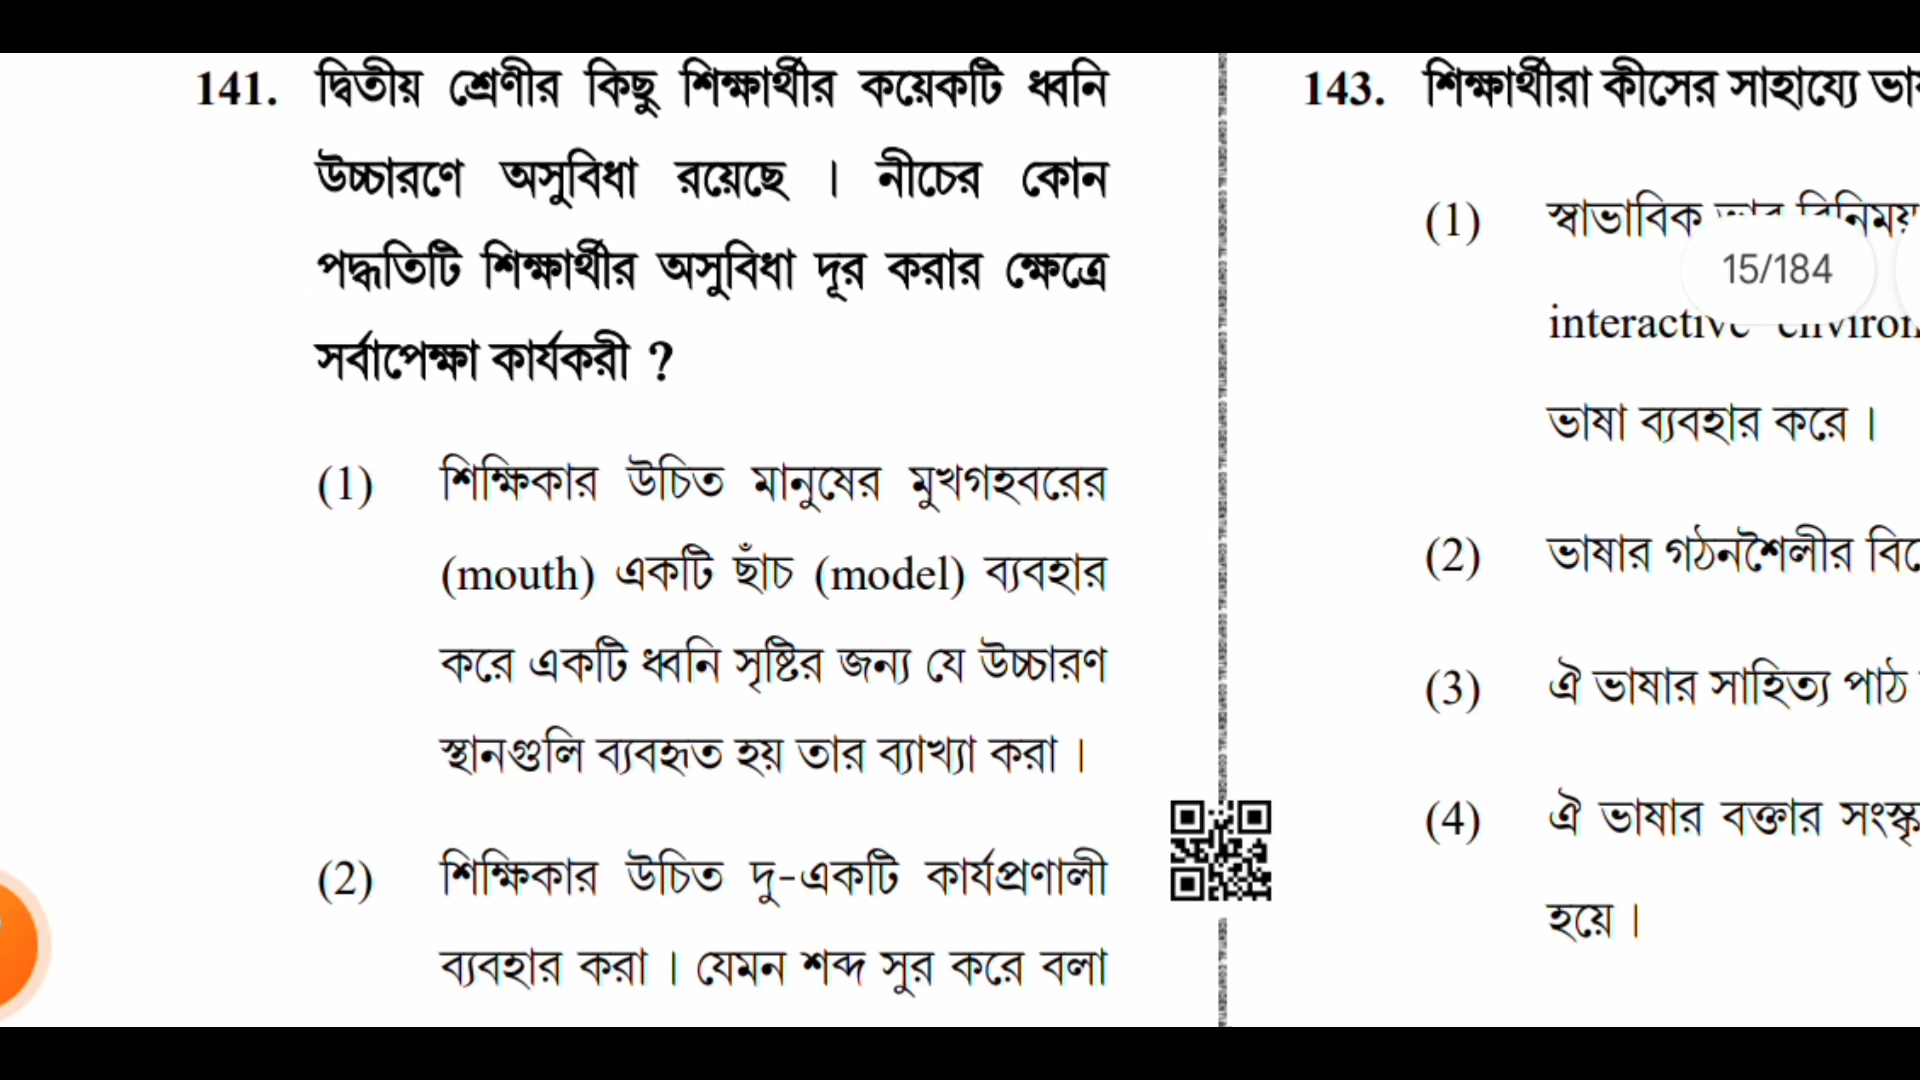 141. দ্বিতীয় শ্রেণীর কিছু শিক্ষার্থীর কয়েকটি ধ্বনি
উচ্চারণে অসুবিধা রয়েছে । নীচের কোন
পদ্ধতিটি শিক্ষার্থীর অসুবিধা দূর করার ক্ষেত্রে
সর্বাপেক্ষা কার্যকরী ?
(1) শিক্ষিকার উচিত মানুষের মুখগহবরের
(mouth) একটি ছাঁচ (model) ব্যবহার
করে একটি ধ্বনি সৃষ্টির জন্য যে উচ্চারণ
স্থানগুলি ব্যবহৃত হয় তার ব্যাখ্যা করা ।
(2) শিক্ষিকার উচিত দু-একটি কার্যপ্রণালী
ব্যবহার করা । যেমন শব্দ সুর করে বলা
143. শিক্ষার্থীরা কীসের সাহায্যে
(1) স্বাভাবিক
15/184
interactive
ভাষা ব্যবহার করে ।
(2) ভাষার গঠনশৈলীর
(3) ঐ ভাষার সাহিত্য পাঠ
(4) ঐ ভাষার বক্তার
হয়ে ।